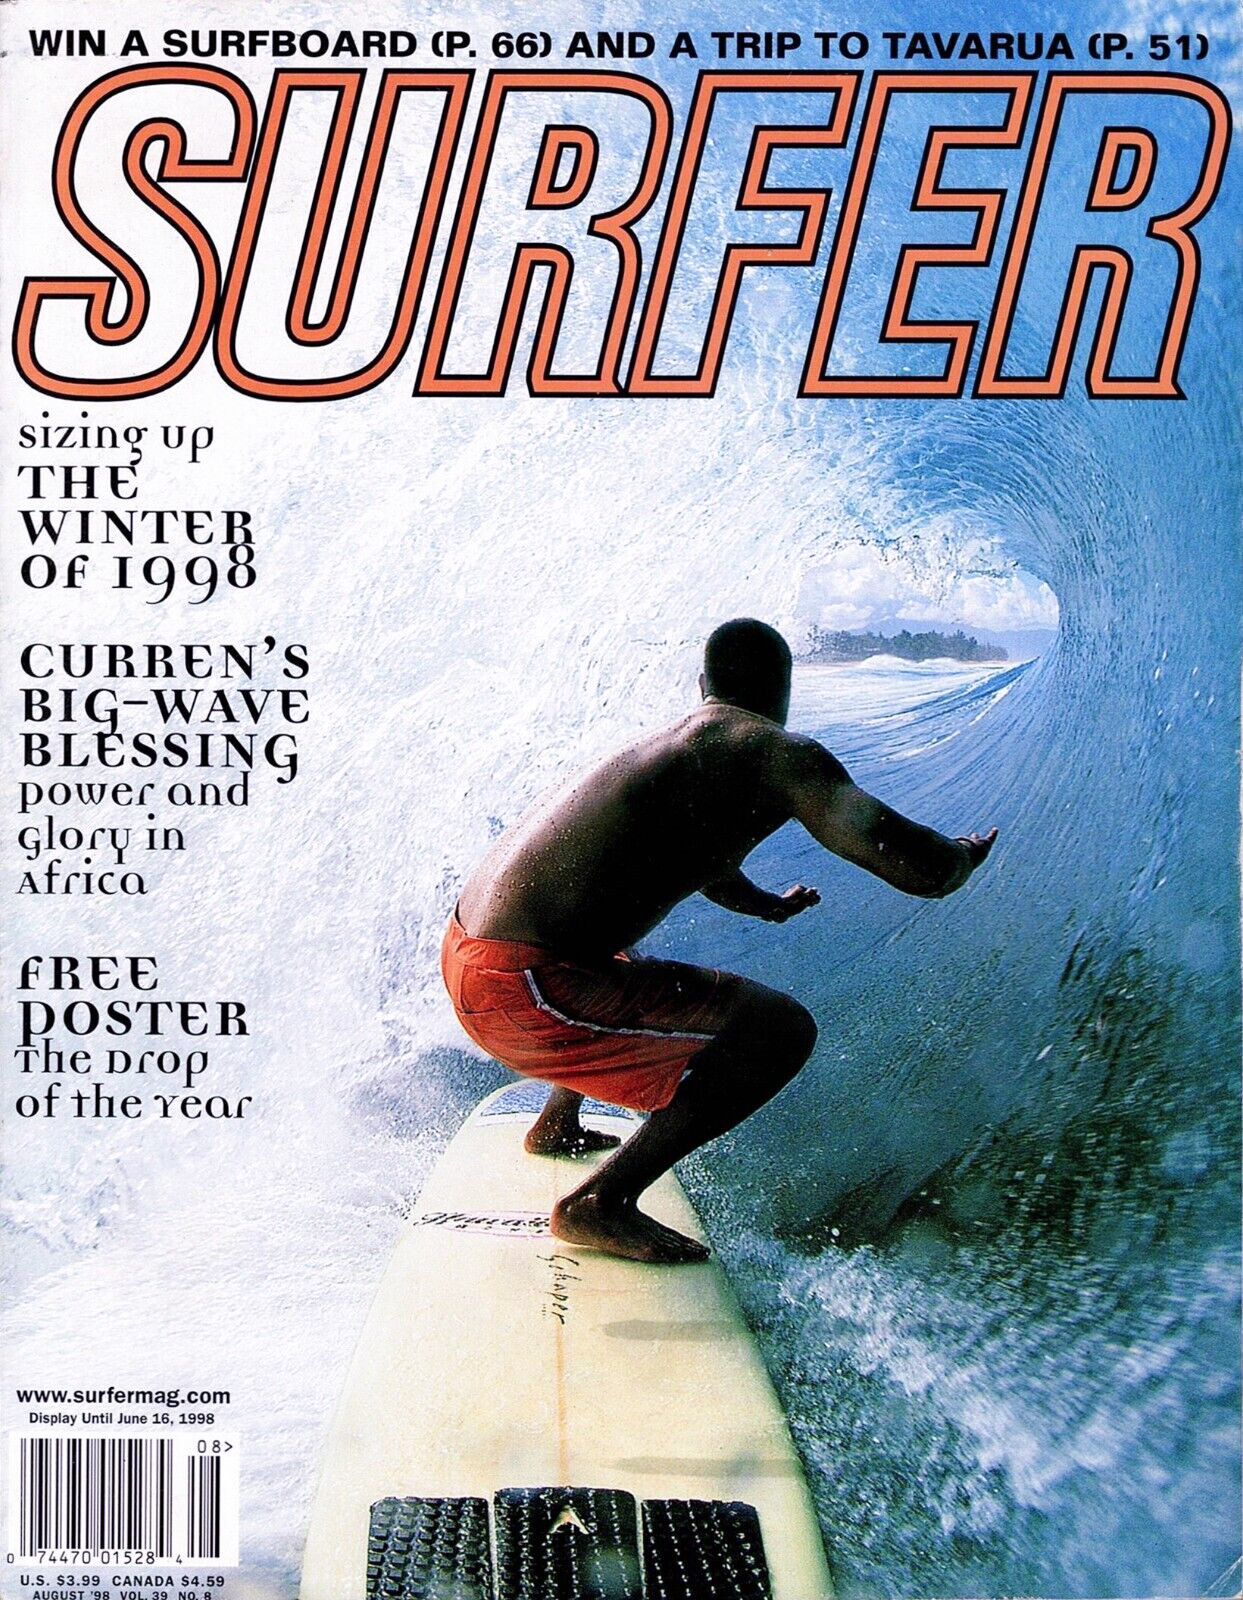 WIN A SURFBOARD (P. 66) AND A TRIP TO TAVARUA (P. 51)
SURFER
sizing up
THE
WINTER
OF 1998
CURREN'S
BIG-WAVE
BLESSING
power and
glory in
Africa
FREE
POSTER
The Drop
of the Year
Schaper
www.surfermag.com
Display Until June 16, 1998
08>
0 74470 01528 4
U.S. $3.99 CANADA $4.59
AUGUST '98 VOL. 39 NO. 8